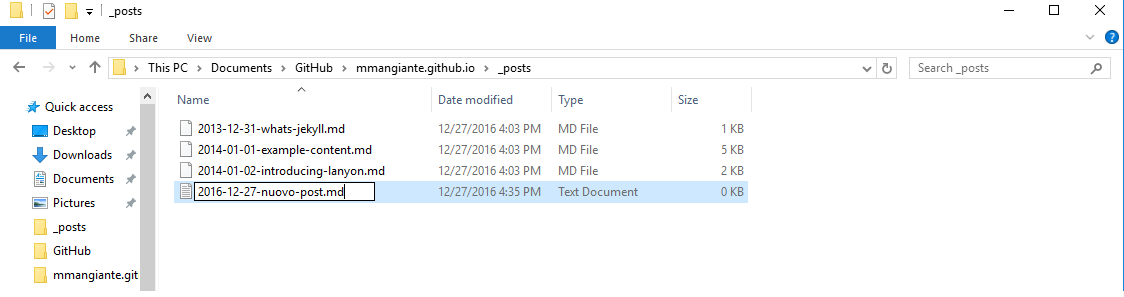 _posts
File Home Share View
This PC Documents GitHub mmangiante.github.io _posts Search _posts
Quick access
Desktop
Downloads
Documents
Pictures
_posts
GitHub
mmangiante.git
Name Date modified Type Size
2013-12-31-whats-jekyll.md 12/27/2016 4:03 PM MD File 1 KB
2014-01-01-example-content.md 12/27/2016 4:03 PM MD File 5 KB
2014-01-02-introducing-lanyon.md 12/27/2016 4:03 PM MD File 2 KB
2016-12-27-nuovo-post.md 12/27/2016 4:35 PM Text Document 0 KB